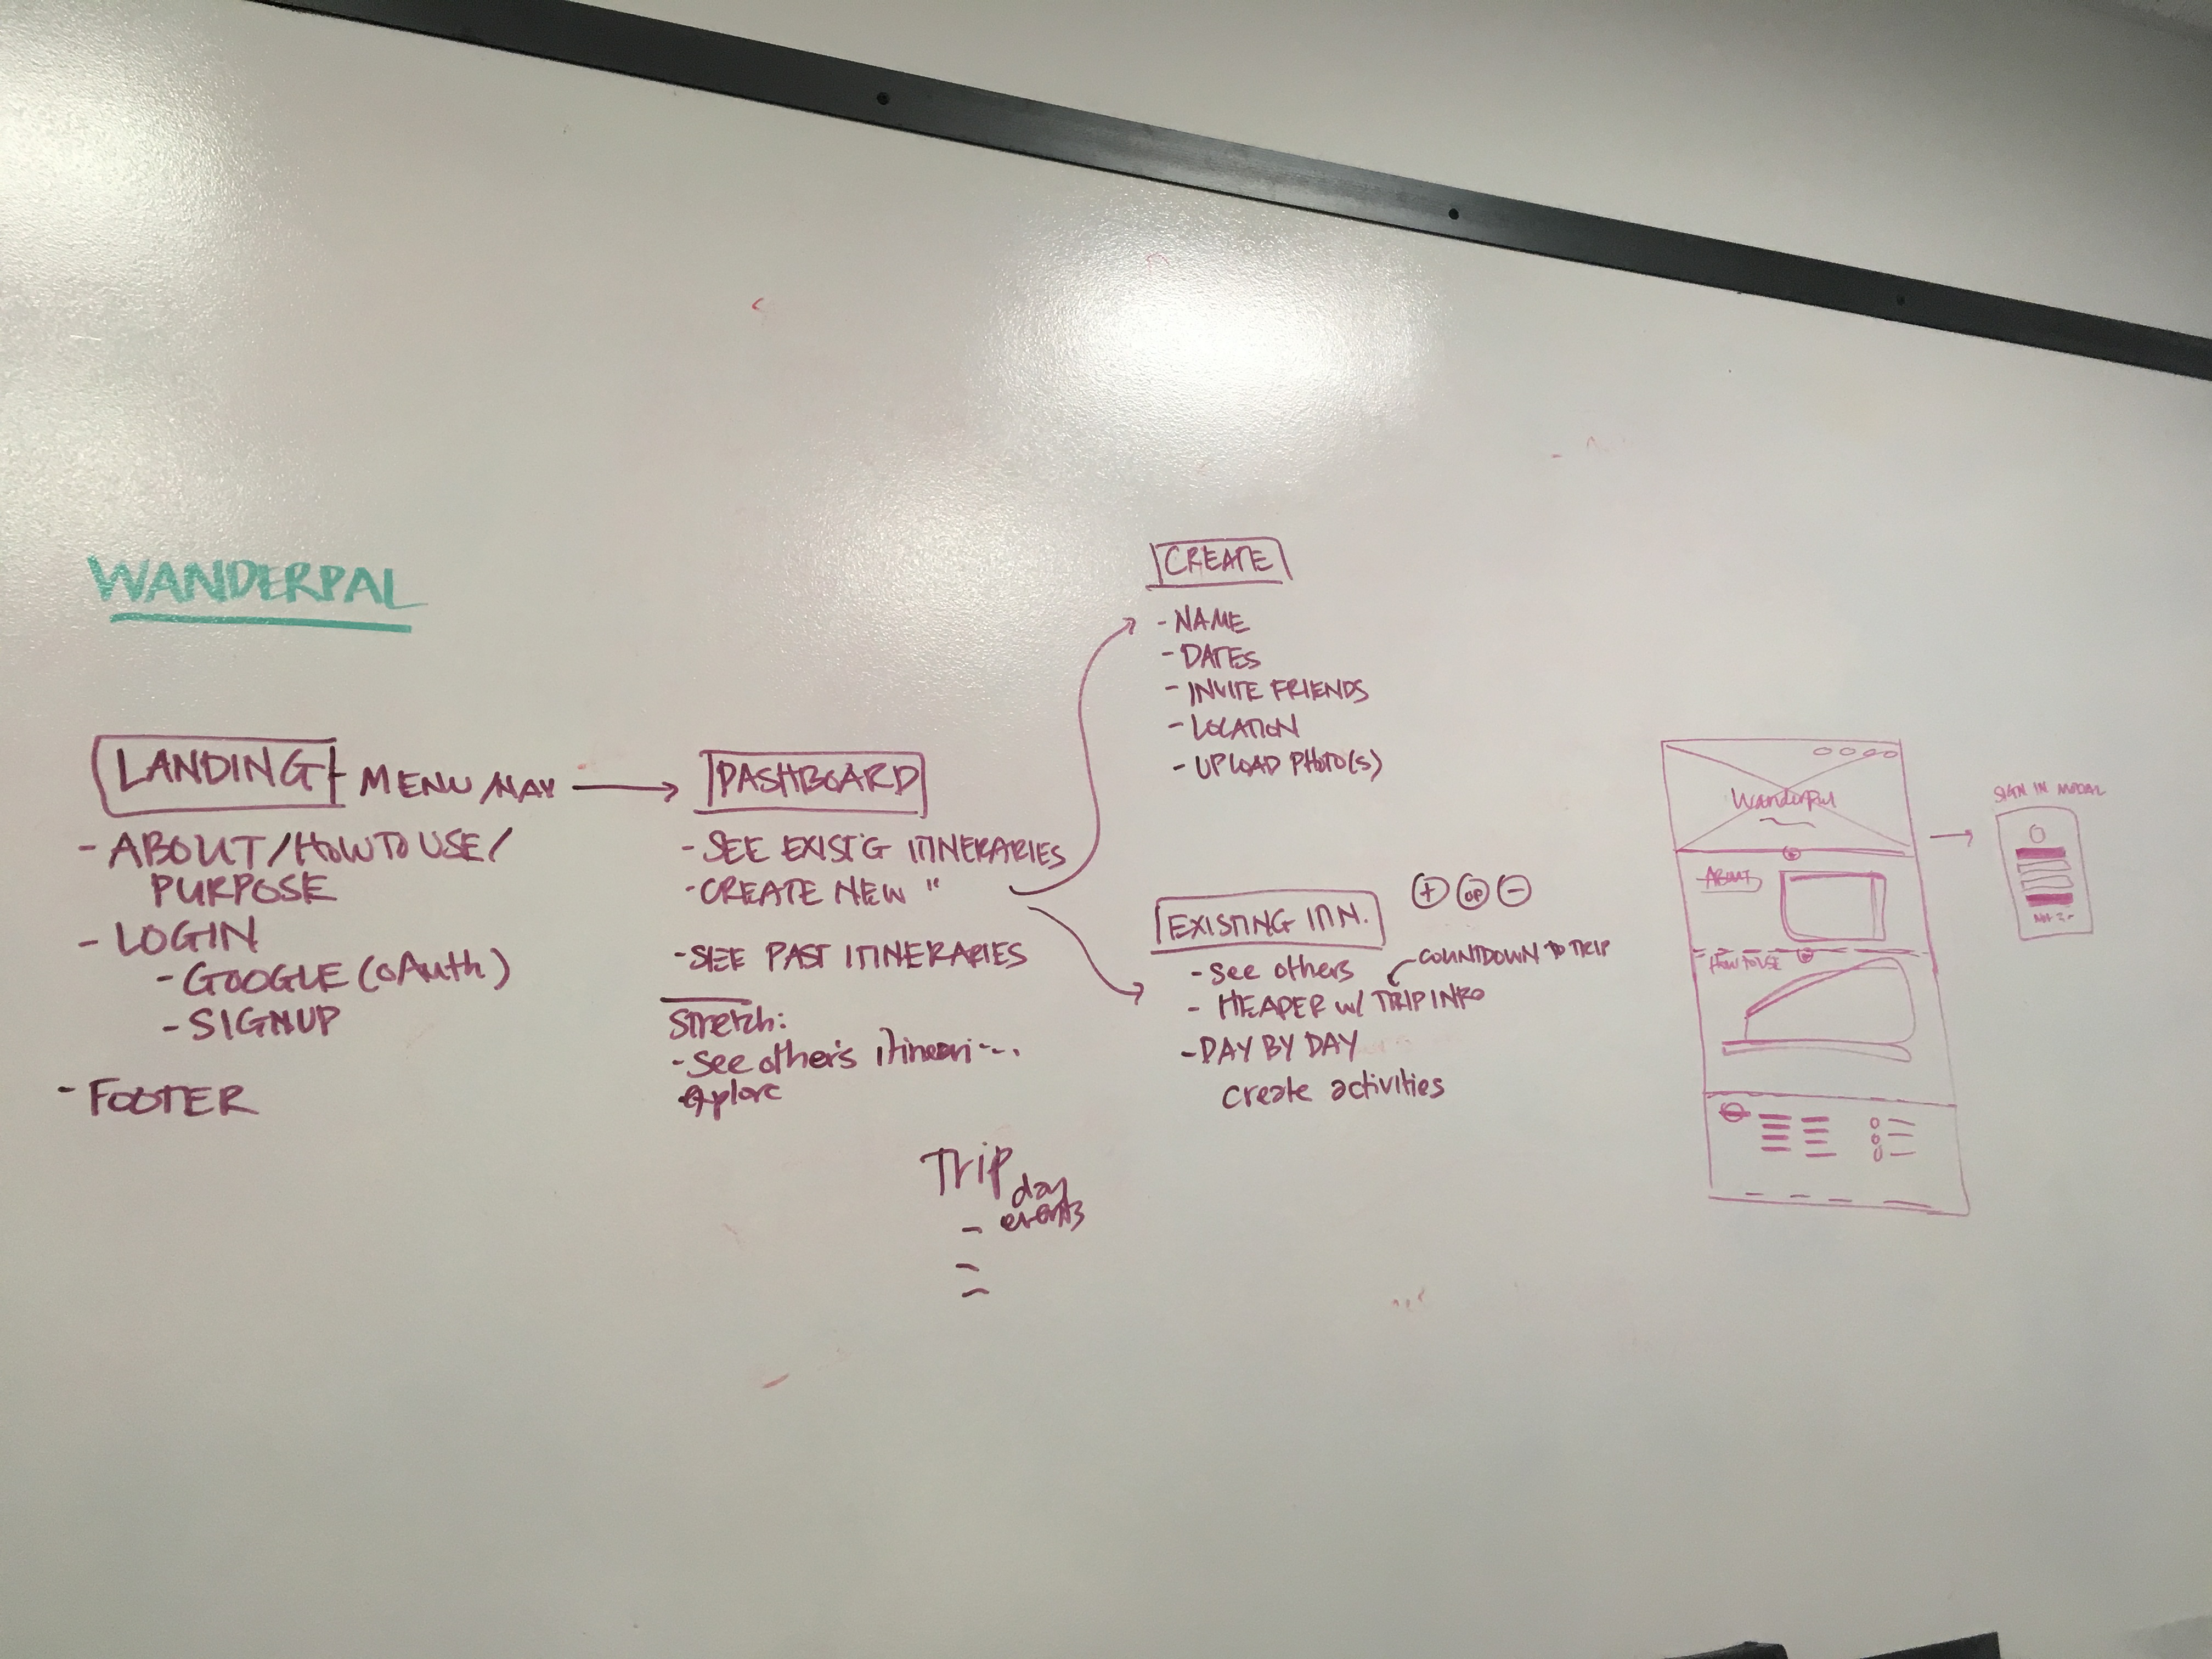 WANDERPAL
LANDING
MENU/NAV
- ABOUT/HOW TO USE/
PURPOSE
- LOGIN
- GOOGLE (OAuth)
- SIGNUP
- FOOTER
DASHBOARD
- SEE EXIST'G ITINERARIES
- CREATE NEW "
- SEE PAST ITINERARIES
Stretch:
- See other's itineari-...
explore
Trip
day
- events
CREATE
- NAME
- DATES
- INVITE FRIENDS
- LOCATION
- UPLOAD PHOTO(S)
EXISTING ITIN.
+ UP -
- see others
COUNTDOWN TO TRIP
- HEADER w/ TRIP INFO
- DAY BY DAY
Create activities
Wanderpal
ABOUT
HOW TO USE
SIGN IN MODAL